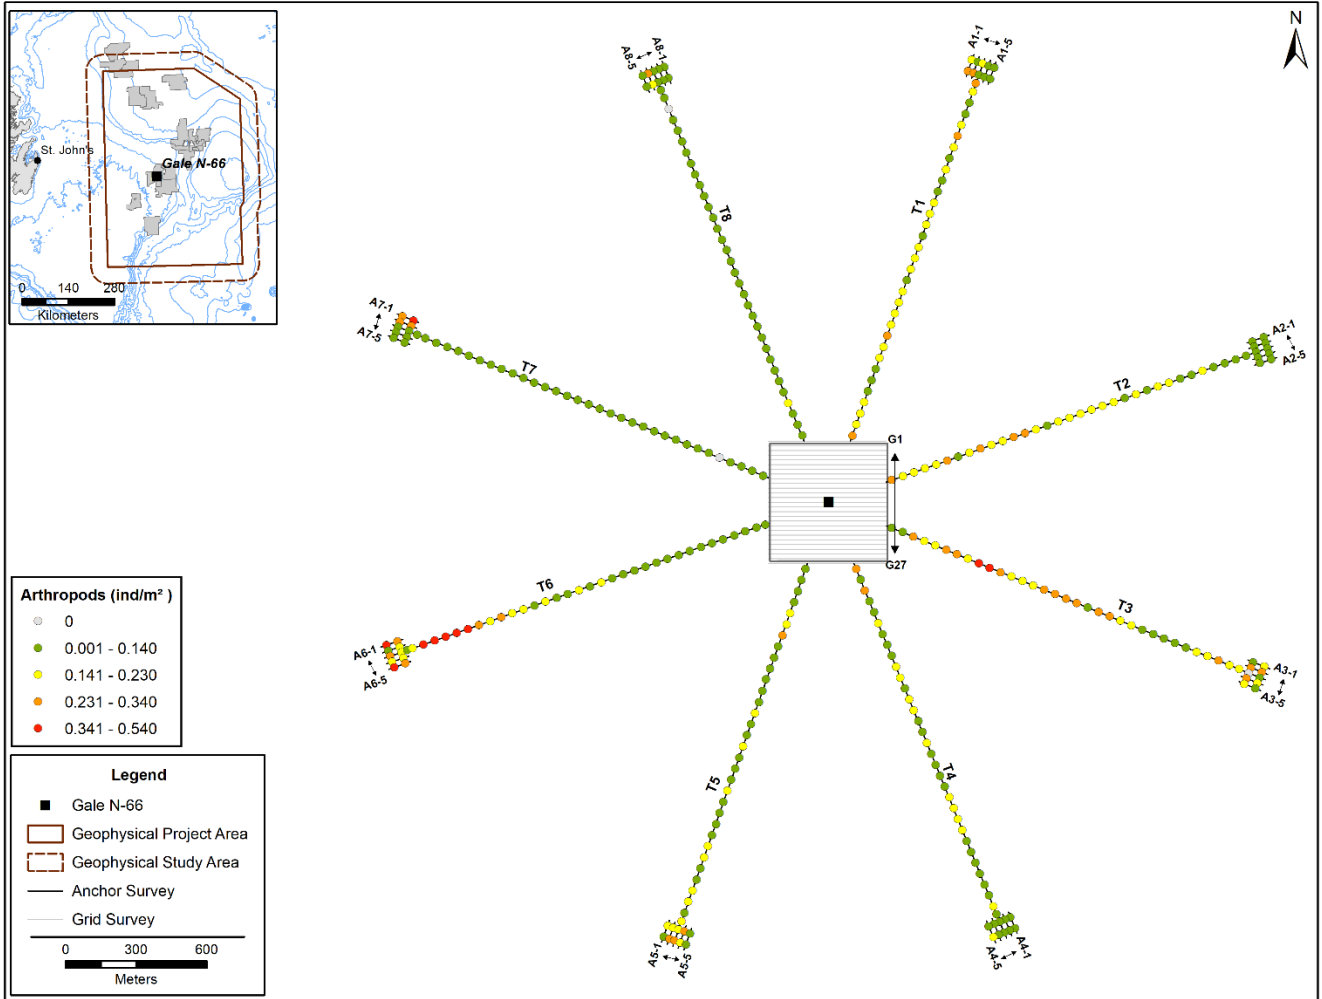 N
St. John's
Gale N-66
0 140 280
Kilometers
A8-1
A8-5
A1-1
A1-5
T8
T1
A7-1
A7-5
T7
A2-1
A2-5
T2
G1
G27
T6
A6-1
A6-5
T3
A3-1
A3-5
T5
T4
A5-1
A5-5
A4-1
A4-5
Arthropods (ind/m² )
0
0.001 - 0.140
0.141 - 0.230
0.231 - 0.340
0.341 - 0.540
Legend
Gale N-66
Geophysical Project Area
Geophysical Study Area
Anchor Survey
Grid Survey
0 300 600
Meters